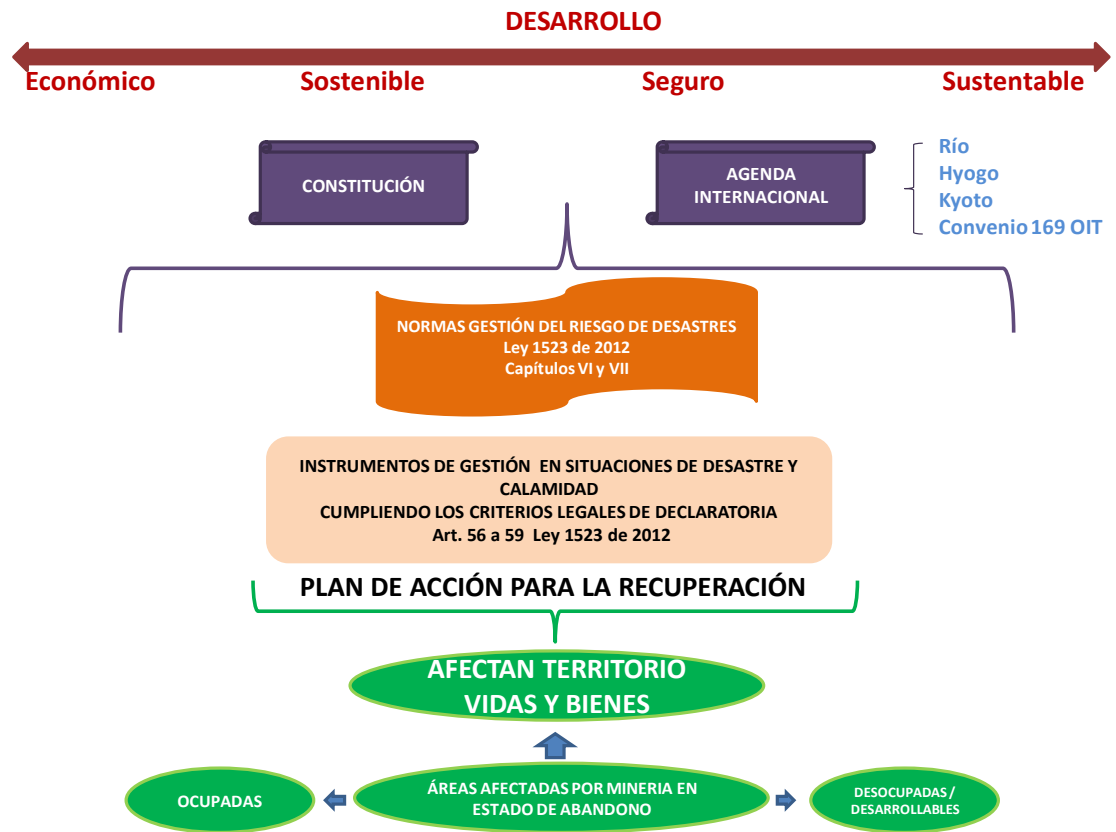 DESARROLLO
Económico
Sostenible
Seguro
Sustentable
CONSTITUCIÓN
AGENDA
INTERNACIONAL
Río
Hyogo
Kyoto
Convenio 169 OIT
NORMAS GESTIÓN DEL RIESGO DE DESASTRES
Ley 1523 de 2012
Capítulos VI y VII
INSTRUMENTOS DE GESTIÓN EN SITUACIONES DE DESASTRE Y
CALAMIDAD
CUMPLIENDO LOS CRITERIOS LEGALES DE DECLARATORIA
Art. 56 a 59 Ley 1523 de 2012
PLAN DE ACCIÓN PARA LA RECUPERACIÓN
AFECTAN TERRITORIO
VIDAS Y BIENES
OCUPADAS
ÁREAS AFECTADAS POR MINERIA EN
ESTADO DE ABANDONO
DESOCUPADAS /
DESARROLLABLES